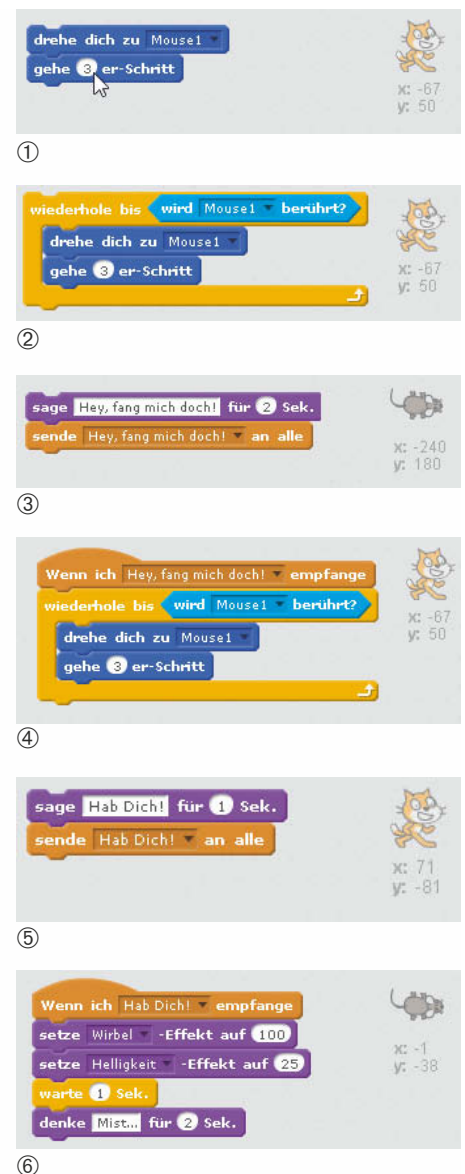 drehe dich zu Mouse1
gehe 3 er-Schritt
x: -67
y: 50
①
wiederhole bis wird Mouse1 berührt?
drehe dich zu Mouse1
gehe 3 er-Schritt
x: -67
y: 50
②
sage Hey, fang mich doch! für 2 Sek.
sende Hey, fang mich doch! an alle
x: -240
y: 180
③
Wenn ich Hey, fang mich doch! empfange
wiederhole bis wird Mouse1 berührt?
drehe dich zu Mouse1
gehe 3 er-Schritt
x: -67
y: 50
④
sage Hab Dich! für 1 Sek.
sende Hab Dich! an alle
x: 71
y: -81
⑤
Wenn ich Hab Dich! empfange
setze Wirbel -Effekt auf 100
setze Helligkeit -Effekt auf 25
warte 1 Sek.
denke Mist... für 2 Sek.
x: -1
y: -38
⑥